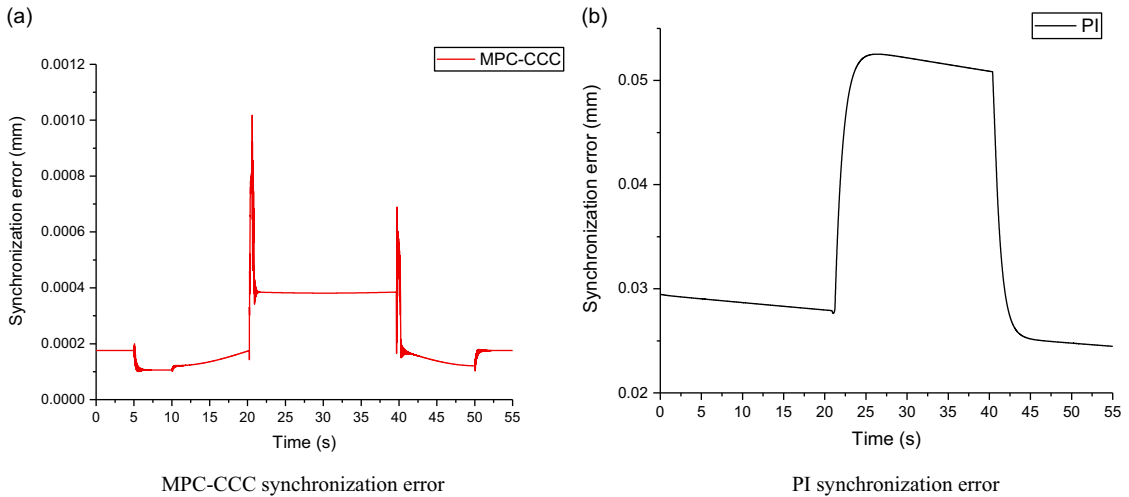 (a)
MPC-CCC
0.0012
0.0010
0.0008
0.0006
0.0004
0.0002
0.0000
Synchronization error (mm)
0 5 10 15 20 25 30 35 40 45 50 55
Time (s)
MPC-CCC synchronization error
(b)
PI
0.05
0.04
0.03
0.02
Synchronization error (mm)
0 5 10 15 20 25 30 35 40 45 50 55
Time (s)
PI synchronization error